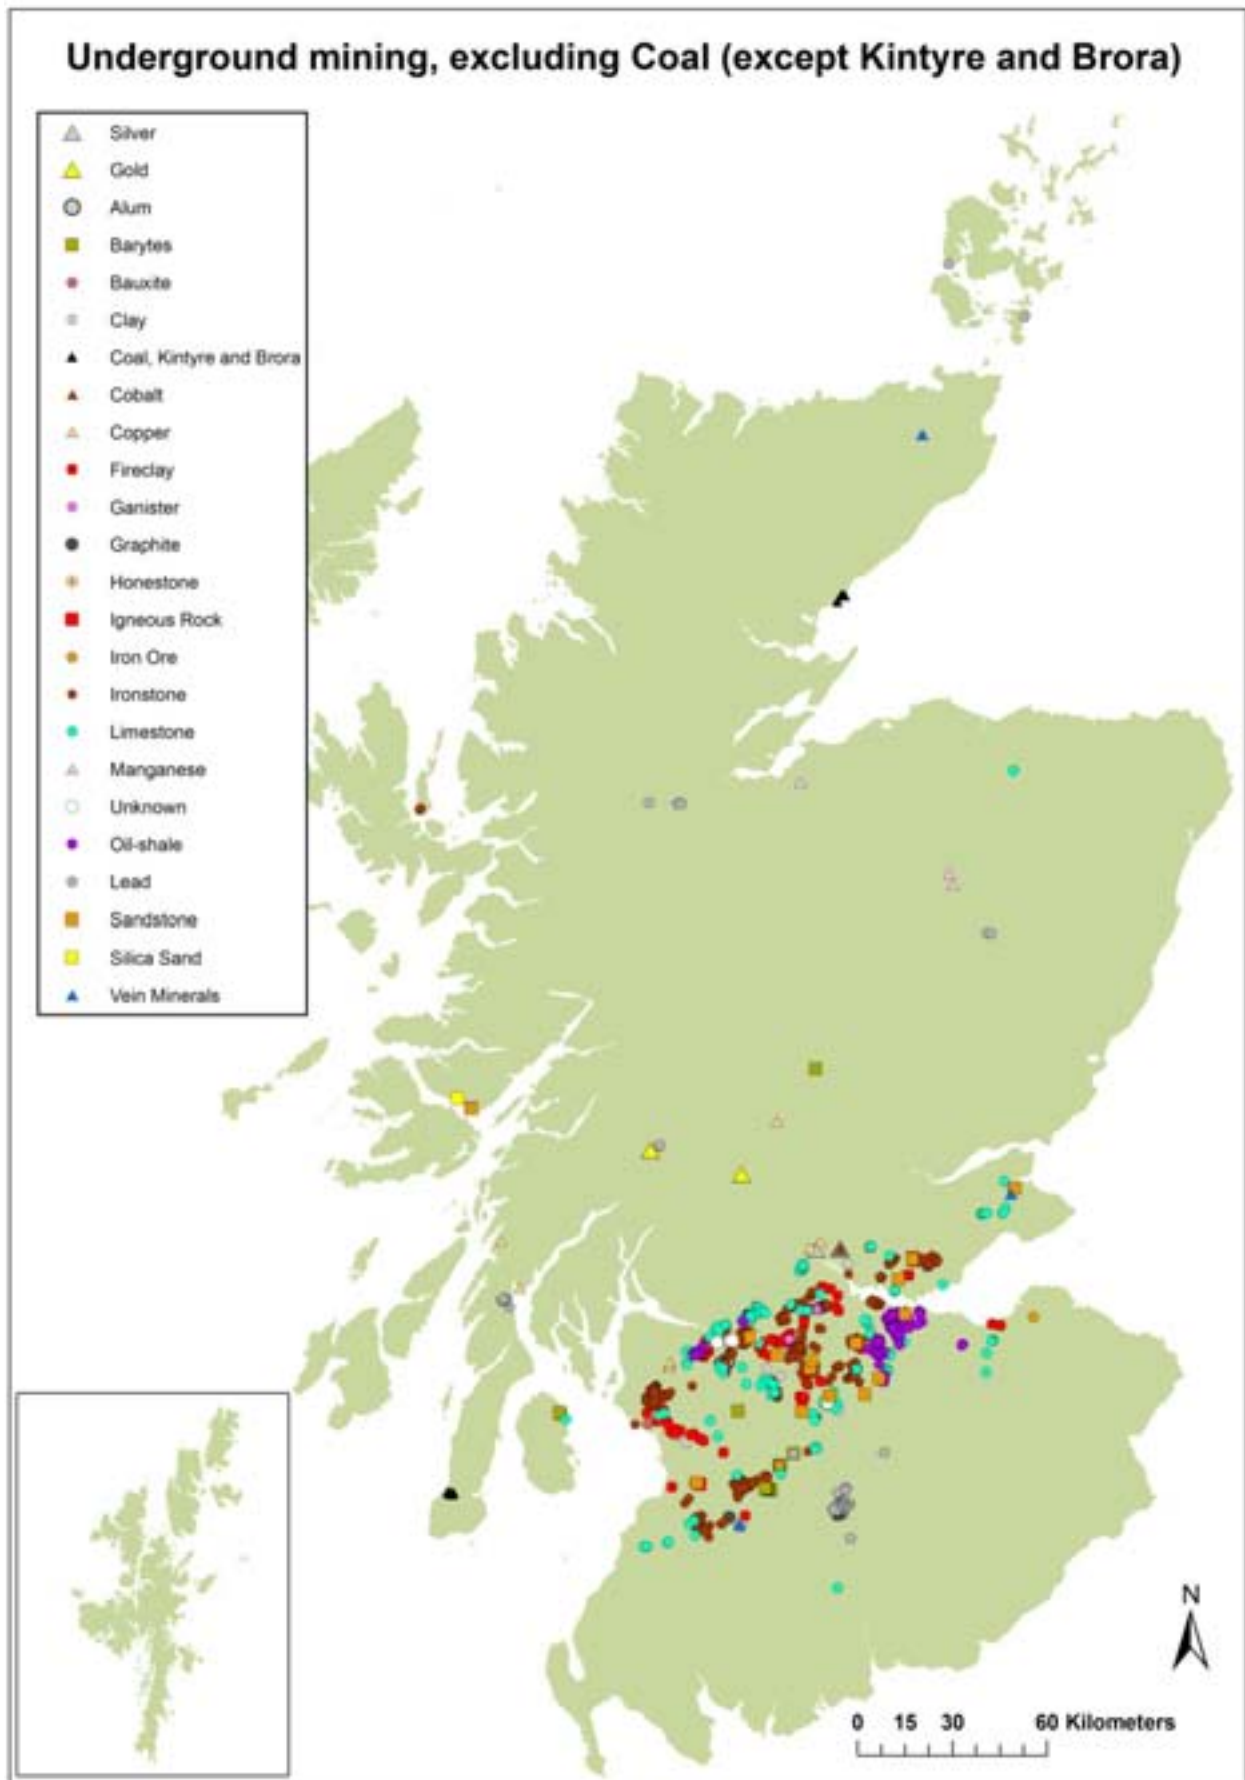 Underground mining, excluding Coal (except Kintyre and Brora)
Silver
Gold
Alum
Barytes
Bauxite
Clay
Coal, Kintyre and Brora
Cobalt
Copper
Fireclay
Ganister
Graphite
Honestone
Igneous Rock
Iron Ore
Ironstone
Limestone
Manganese
Unknown
Oil-shale
Lead
Sandstone
Silica Sand
Vein Minerals
N
0 15 30 60 Kilometers